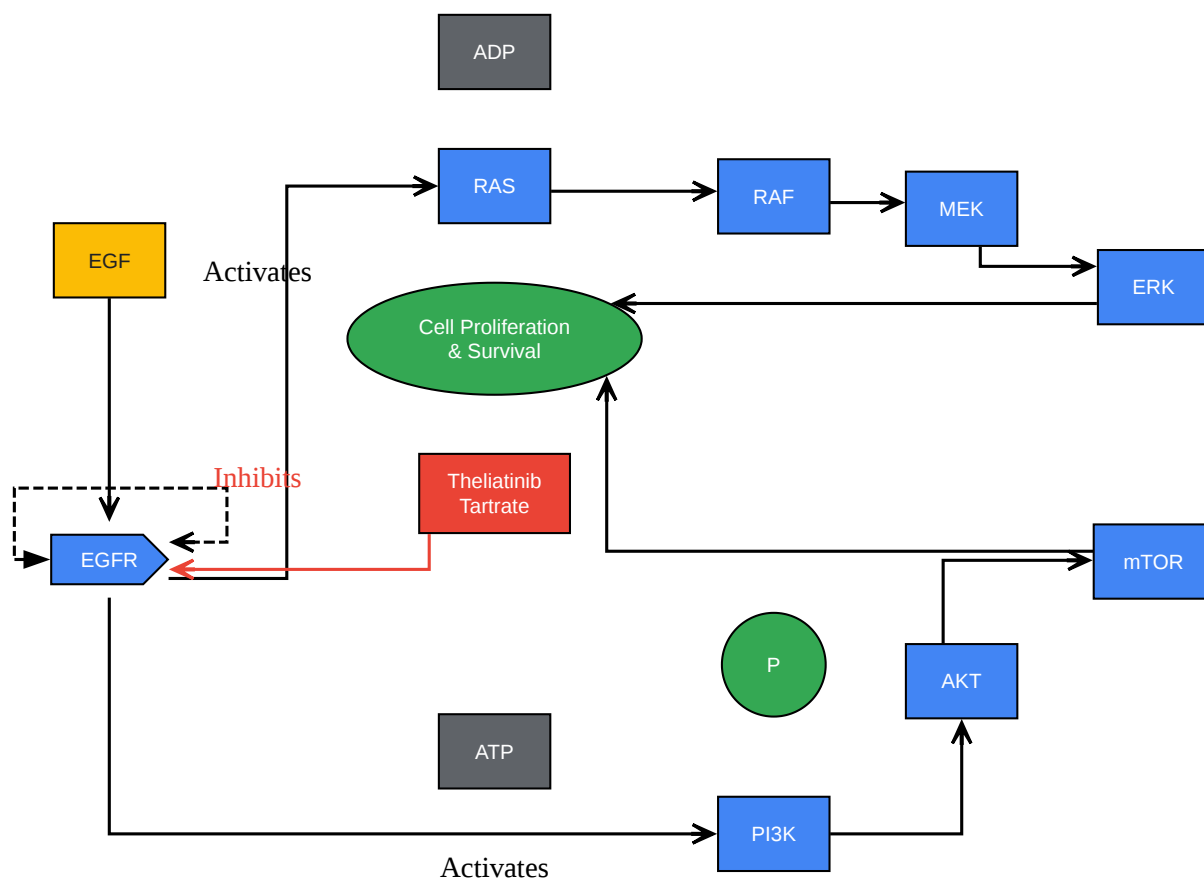 ADP
RAS
RAF
MEK
EGF
Activates
ERK
Cell Proliferation
& Survival
Inhibits
Theliatinib
Tartrate
EGFR
mTOR
P
AKT
ATP
PI3K
Activates